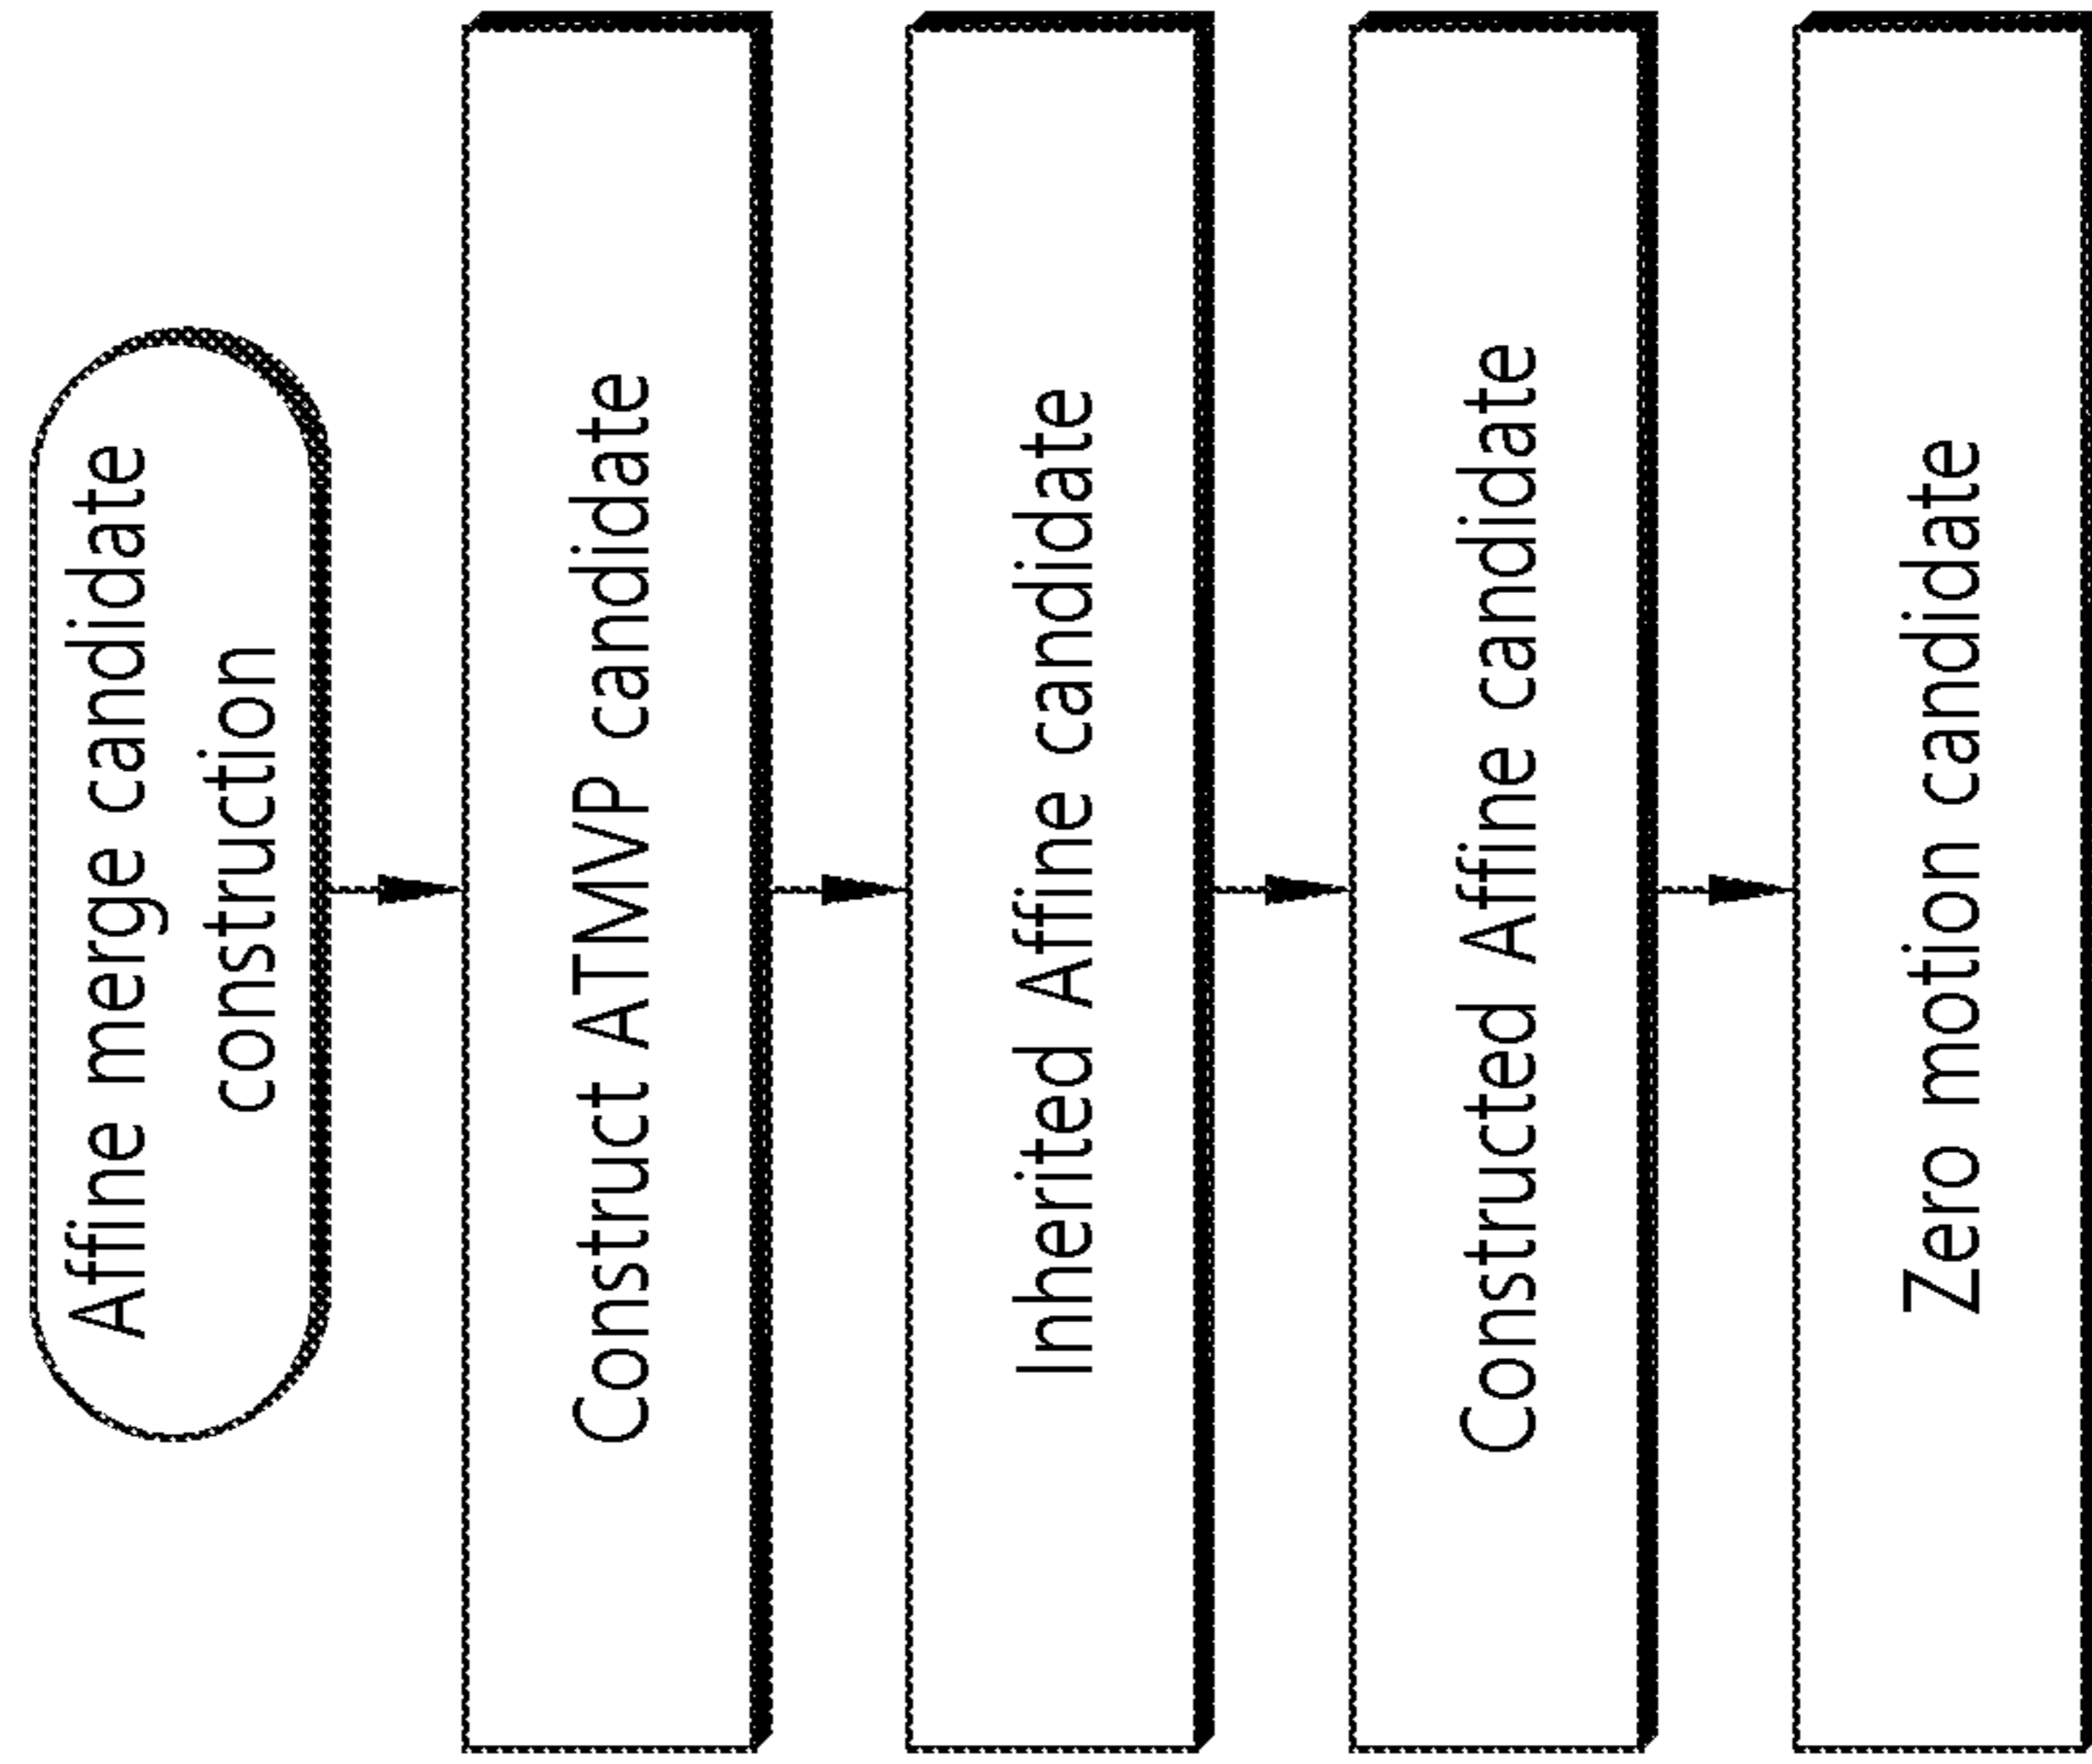 Affine merge candidate
construction
Construct ATMVP candidate
Inherited Affine candidate
Constructed Affine candidate
Zero motion candidate